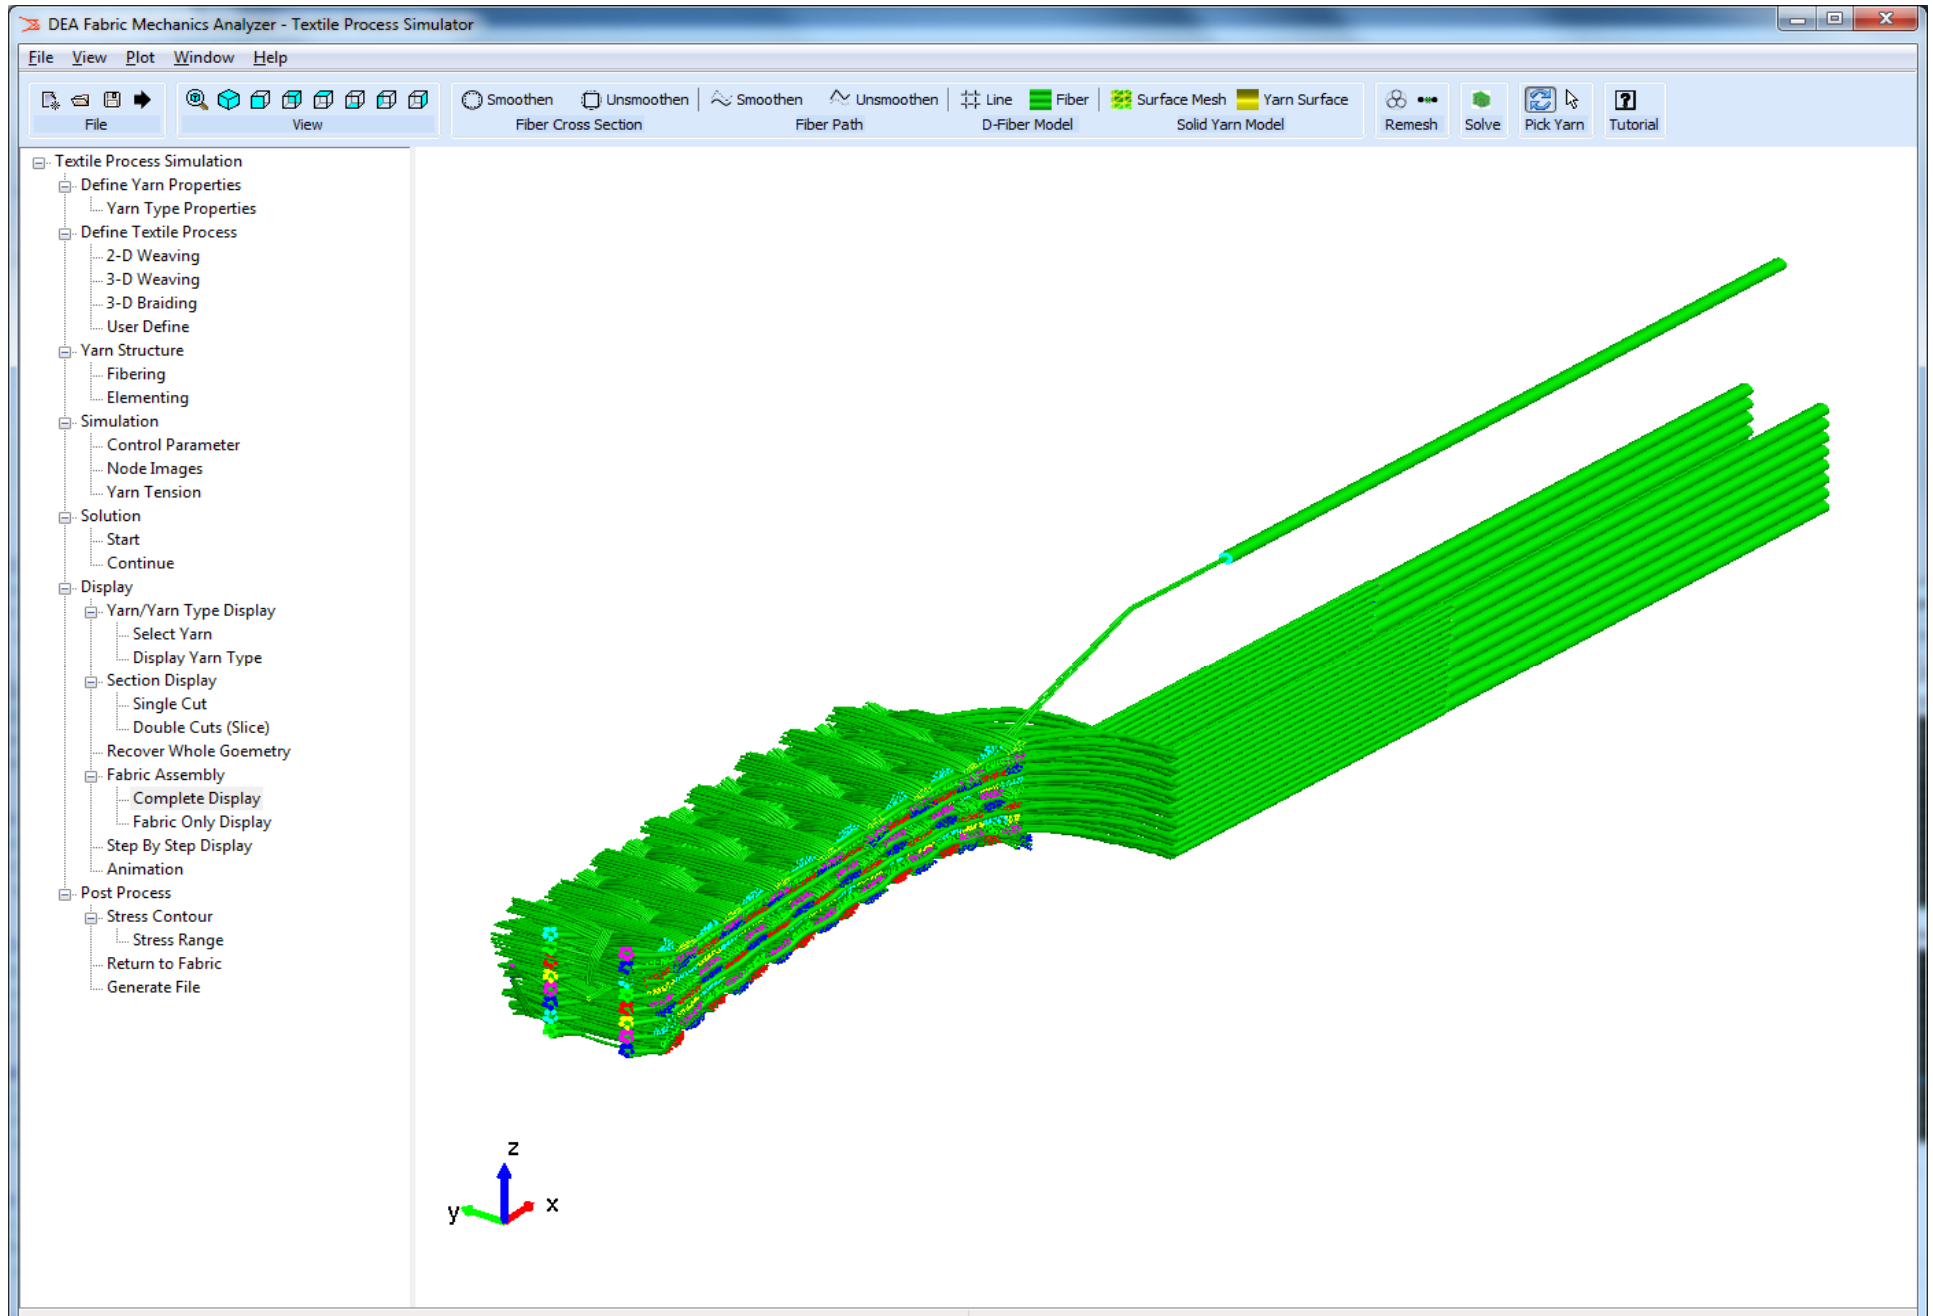 DEA Fabric Mechanics Analyzer - Textile Process Simulator
File View Plot Window Help
Smoothen Unsmoothen Smoothen Unsmoothen Line Fiber Surface Mesh Yarn Surface
File View Fiber Cross Section Fiber Path D-Fiber Model Solid Yarn Model Remesh Solve Pick Yarn Tutorial
Textile Process Simulation
Define Yarn Properties
Yarn Type Properties
Define Textile Process
2-D Weaving
3-D Weaving
3-D Braiding
User Define
Yarn Structure
Fibering
Elementing
Simulation
Control Parameter
Node Images
Yarn Tension
Solution
Start
Continue
Display
Yarn/Yarn Type Display
Select Yarn
Display Yarn Type
Section Display
Single Cut
Double Cuts (Slice)
Recover Whole Goemetry
Fabric Assembly
Complete Display
Fabric Only Display
Step By Step Display
Animation
Post Process
Stress Contour
Stress Range
Return to Fabric
Generate File
z
y x